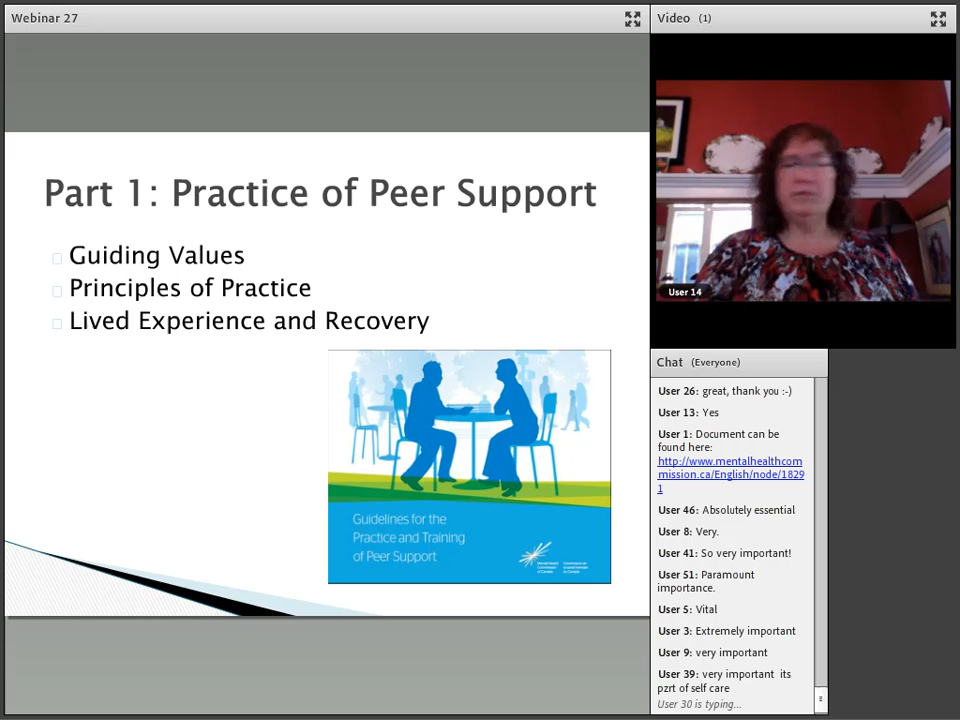 Webinar 27
Video (1)
Part 1: Practice of Peer Support
Guiding Values
Principles of Practice
Lived Experience and Recovery
Guidelines for the
Practice and Training
of Peer Support
User 14
Chat (Everyone)
User 26: great, thank you :-)
User 13: Yes
User 1: Document can be
found here:
http://www.mentalhealthcom
mission.ca/English/node/1829
1
User 46: Absolutely essential
User 8: Very.
User 41: So very important!
User 51: Paramount
importance.
User 5: Vital
User 3: Extremely important
User 9: very important
User 39: very important its
pzrt of self care
User 30 is typing...